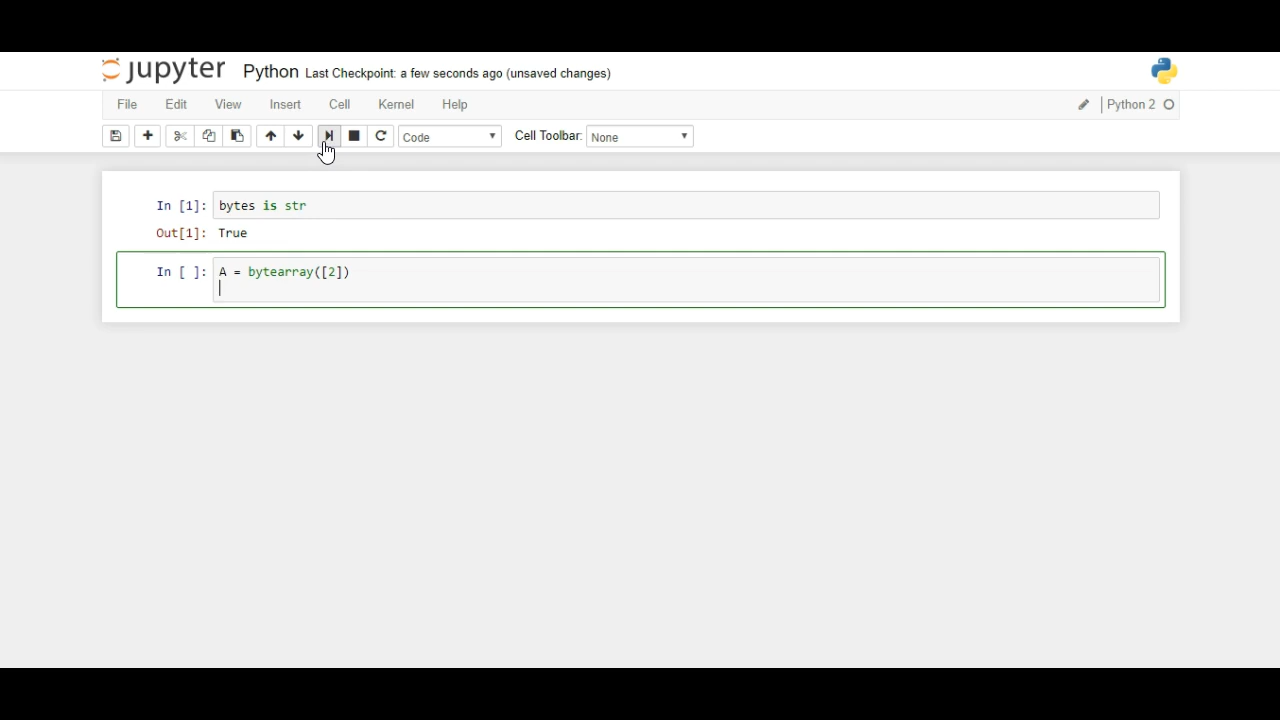 jupyter Python Last Checkpoint: a few seconds ago (unsaved changes)
File Edit View Insert Cell Kernel Help Python 2
Code Cell Toolbar: None
In [1]: bytes is str
Out[1]: True
In [ ]: A = bytearray([2])